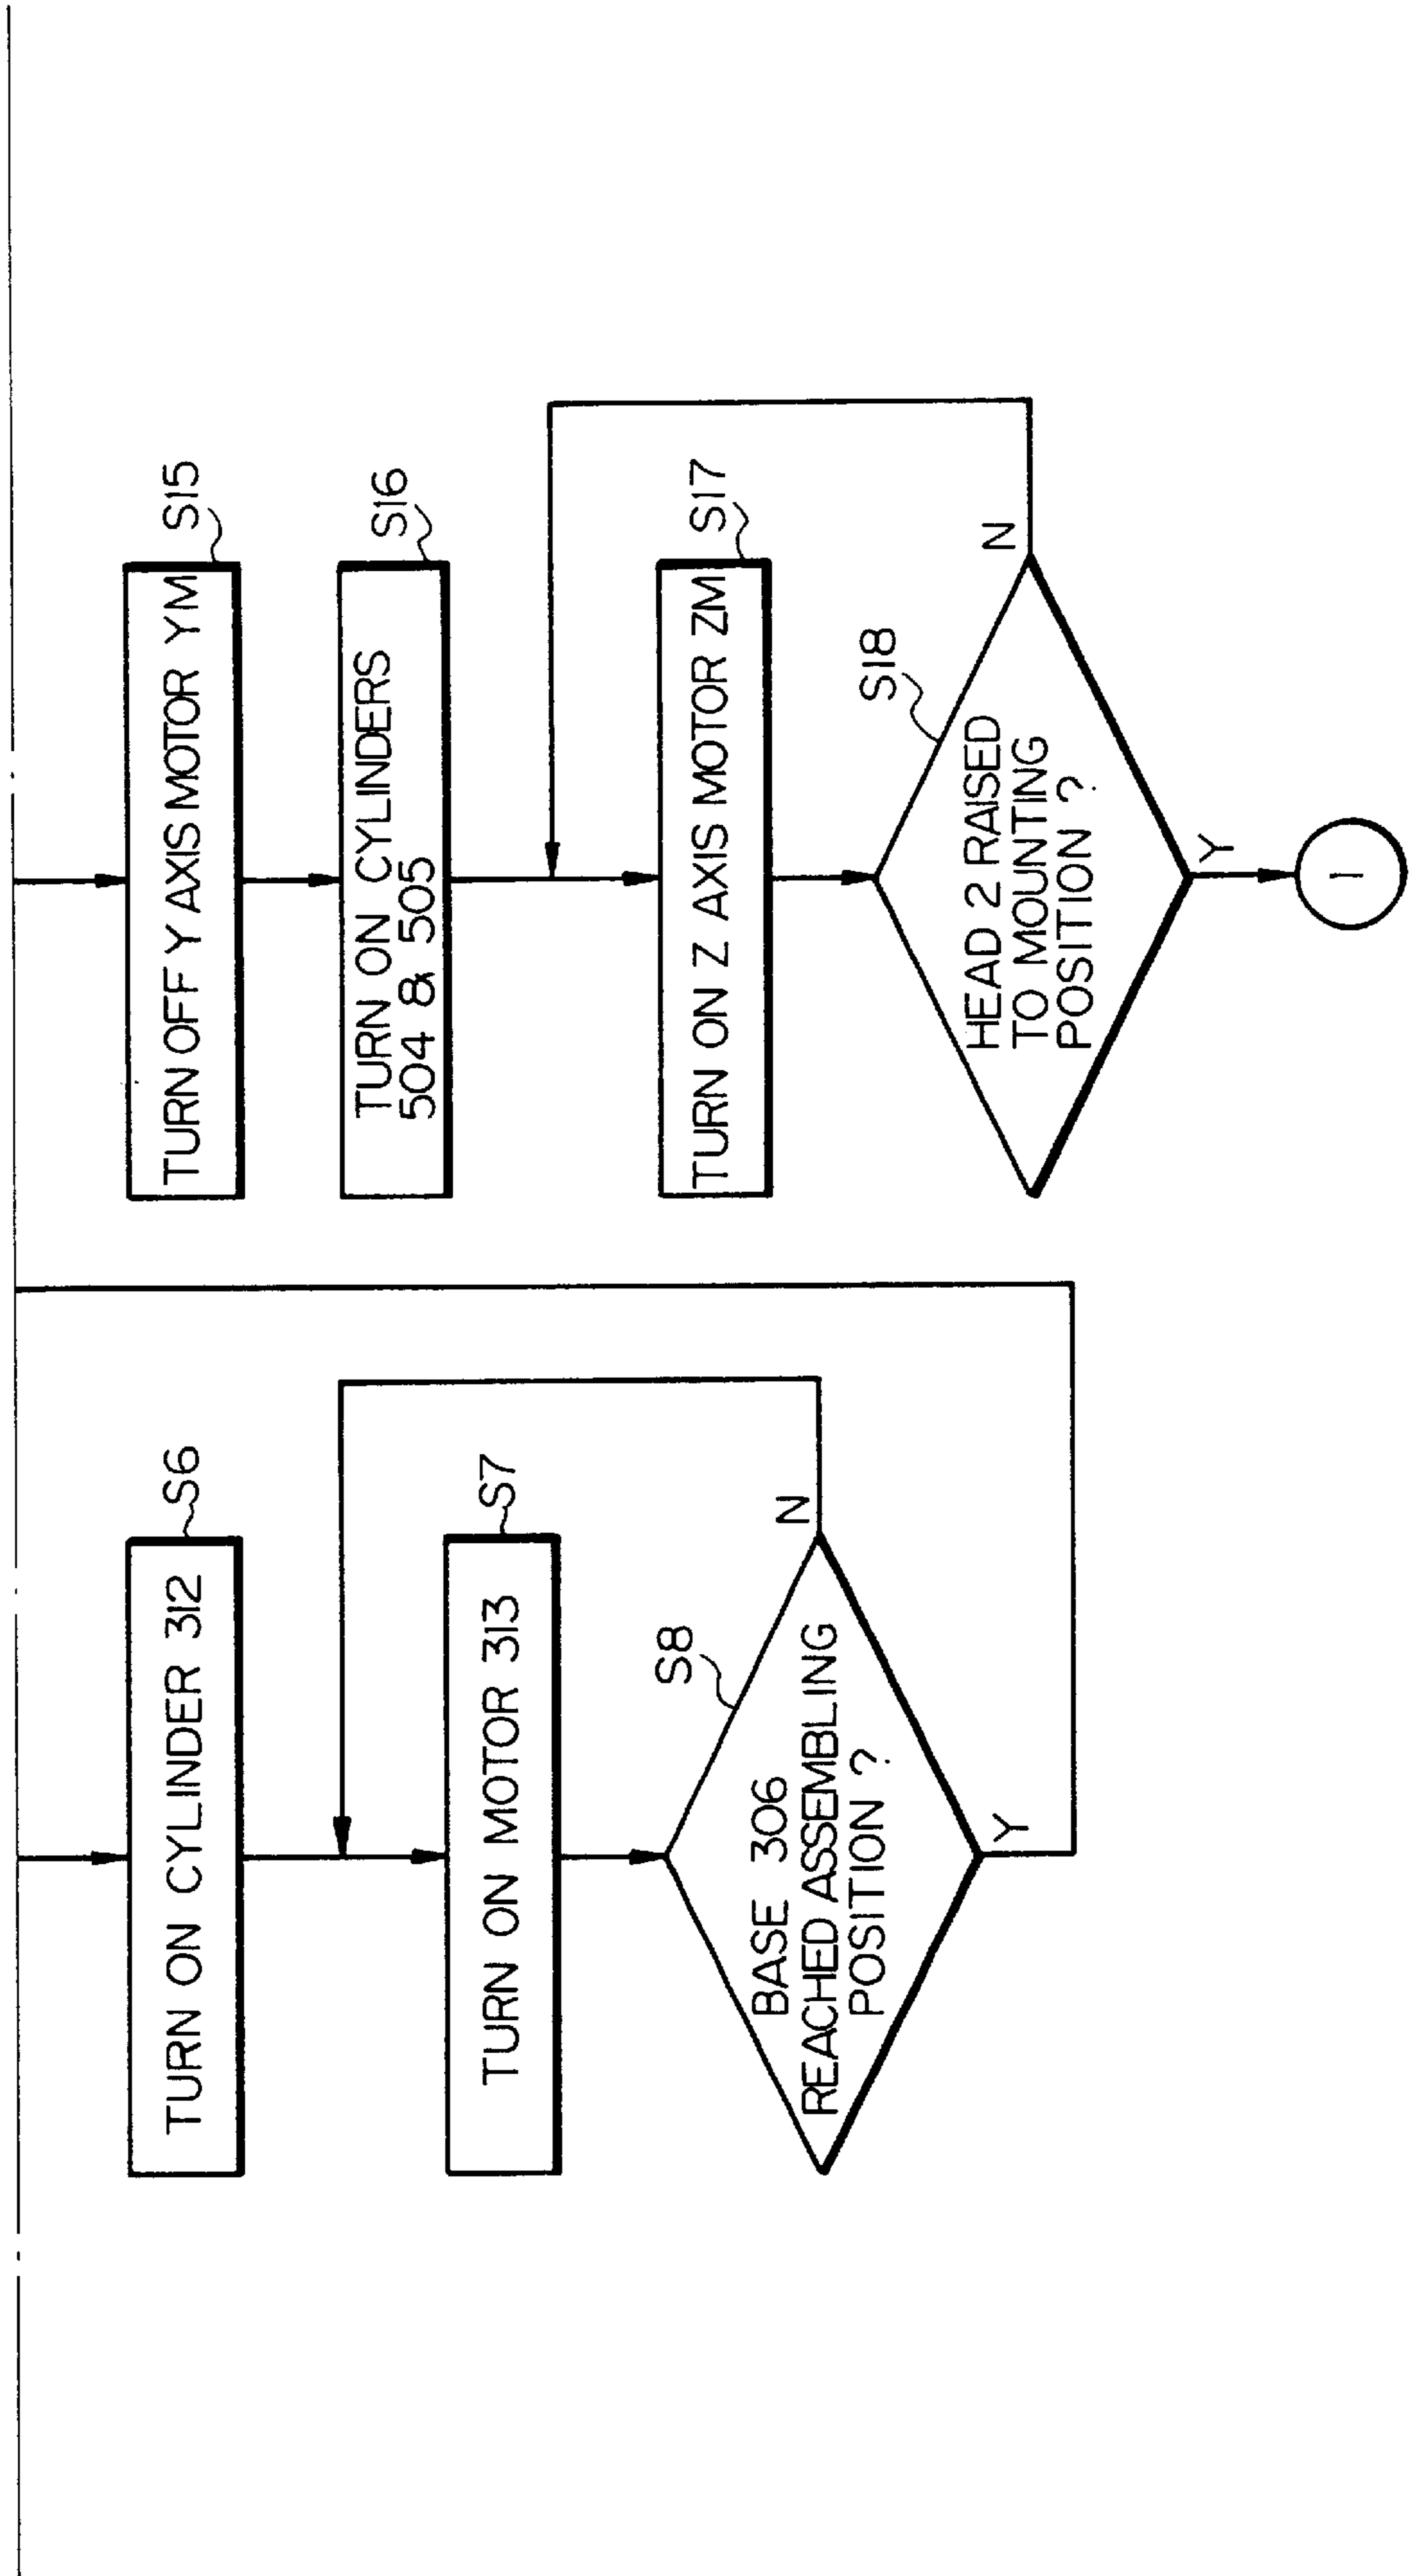 S6
TURN ON CYLINDER 312
S7
TURN ON MOTOR 313
S8
BASE 306
REACHED ASSEMBLING
POSITION ?
N
Y
S15
TURN OFF Y AXIS MOTOR YM
S16
TURN ON CYLINDERS
504 & 505
S17
TURN ON Z AXIS MOTOR ZM
S18
HEAD 2 RAISED
TO MOUNTING
POSITION ?
N
Y
1